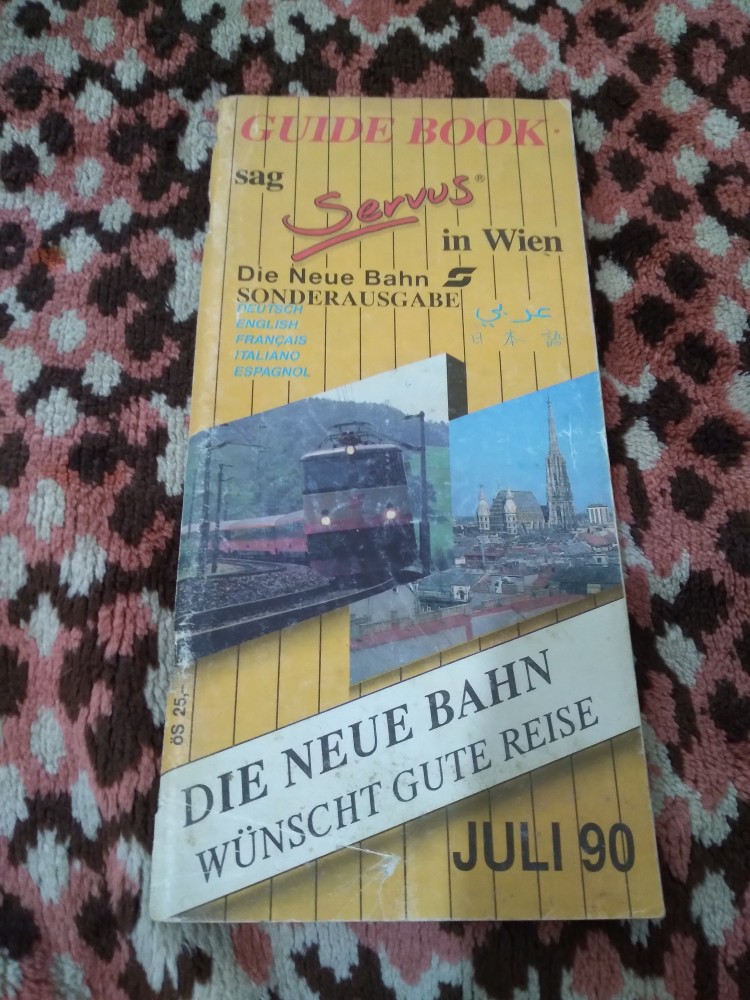 GUIDE BOOK
sag
Servus®
in Wien
Die Neue Bahn
SONDERAUSGABE
DEUTSCH
ENGLISH
FRANÇAIS
ITALIANO
ESPAGNOL
عربي
日本語
öS 25,-
DIE NEUE BAHN
WÜNSCHT GUTE REISE
JULI 90